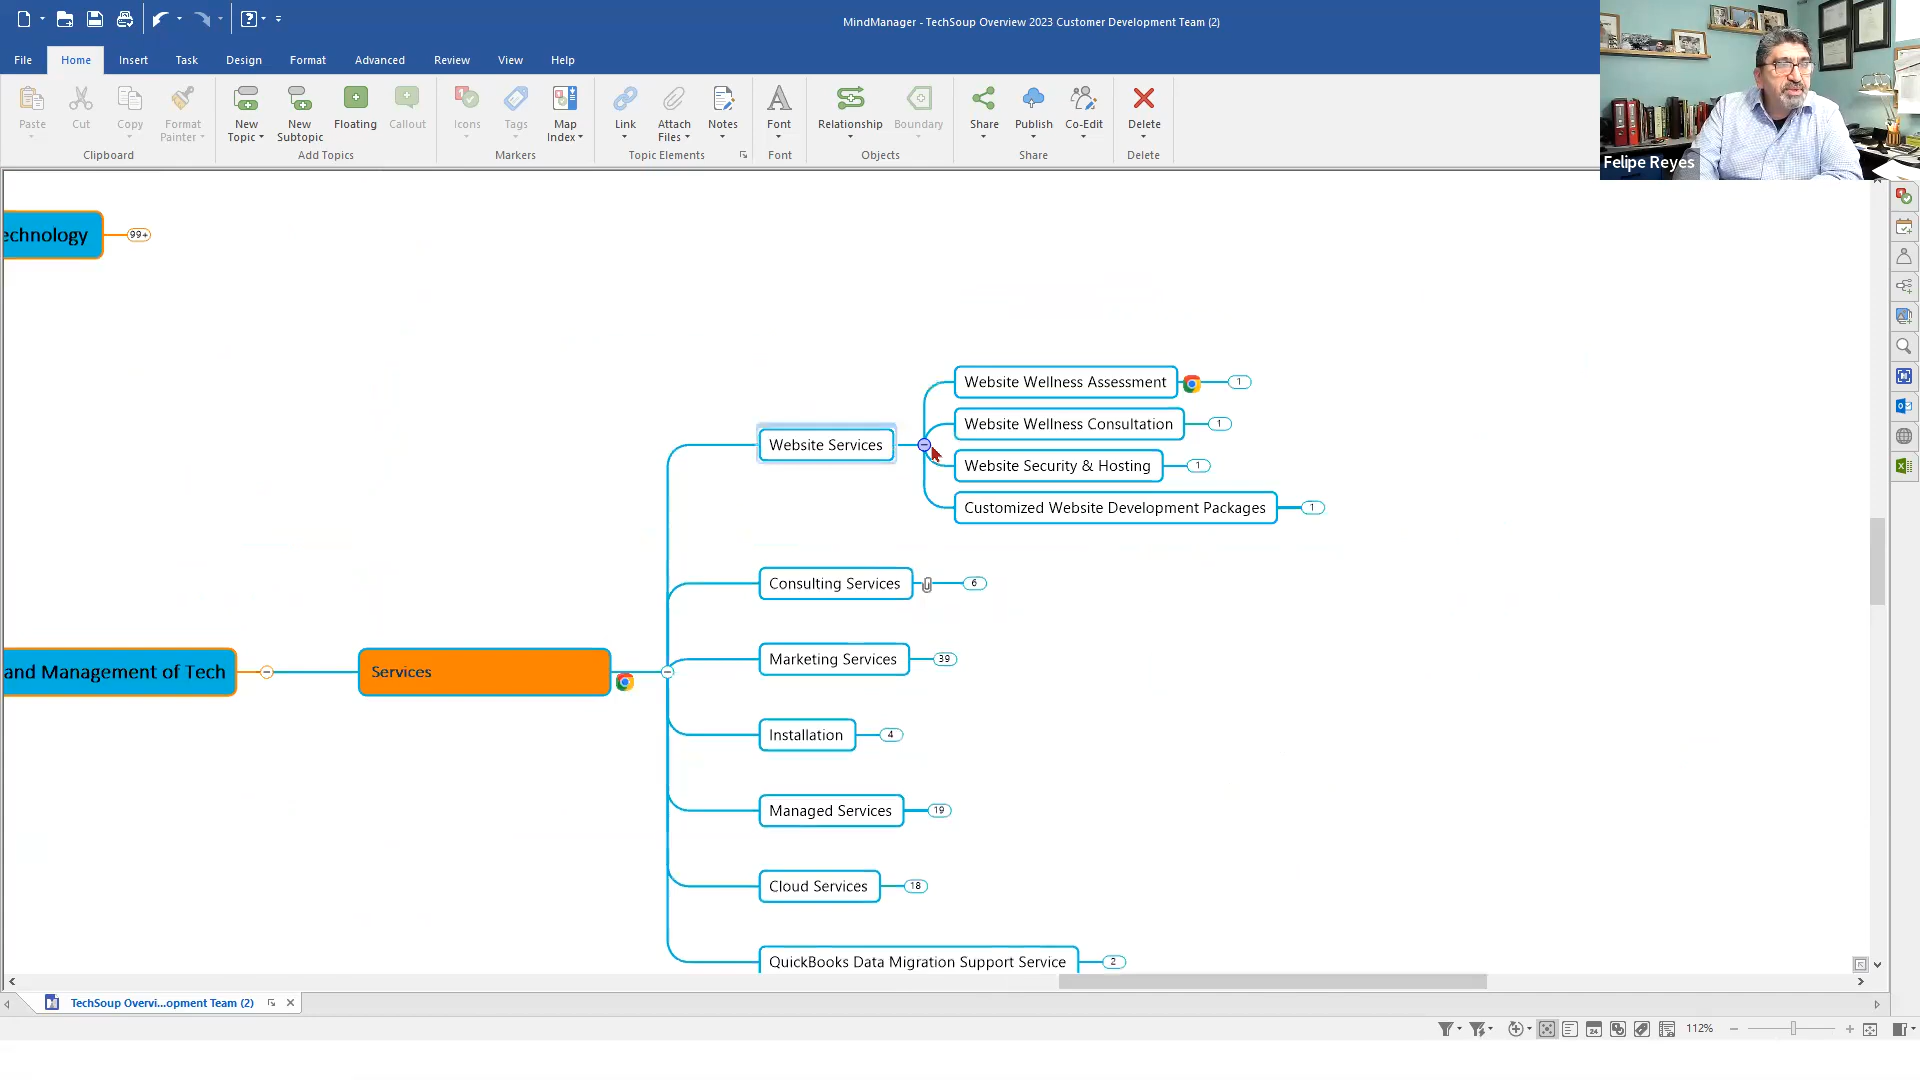 MindManager - TechSoup Overview 2023 Customer Development Team (2)
File
Home
Insert
Task
Design
Format
Advanced
Review
View
Help
Paste
Cut
Copy
Format
Painter
Clipboard
New
Topic
New
Subtopic
Floating
Callout
Add Topics
Icons
Tags
Map
Index
Markers
Link
Attach
Files
Notes
Topic Elements
Font
Font
Relationship
Boundary
Objects
Share
Publish
Co-Edit
Share
Delete
Delete
Felipe Reyes
echnology
99+
Website Services
Website Wellness Assessment
1
Website Wellness Consultation
1
Website Security & Hosting
1
Customized Website Development Packages
1
Consulting Services
6
Marketing Services
39
and Management of Tech
Services
Installation
4
Managed Services
19
Cloud Services
18
QuickBooks Data Migration Support Service
2
TechSoup Overvi...opment Team (2)
24
112%